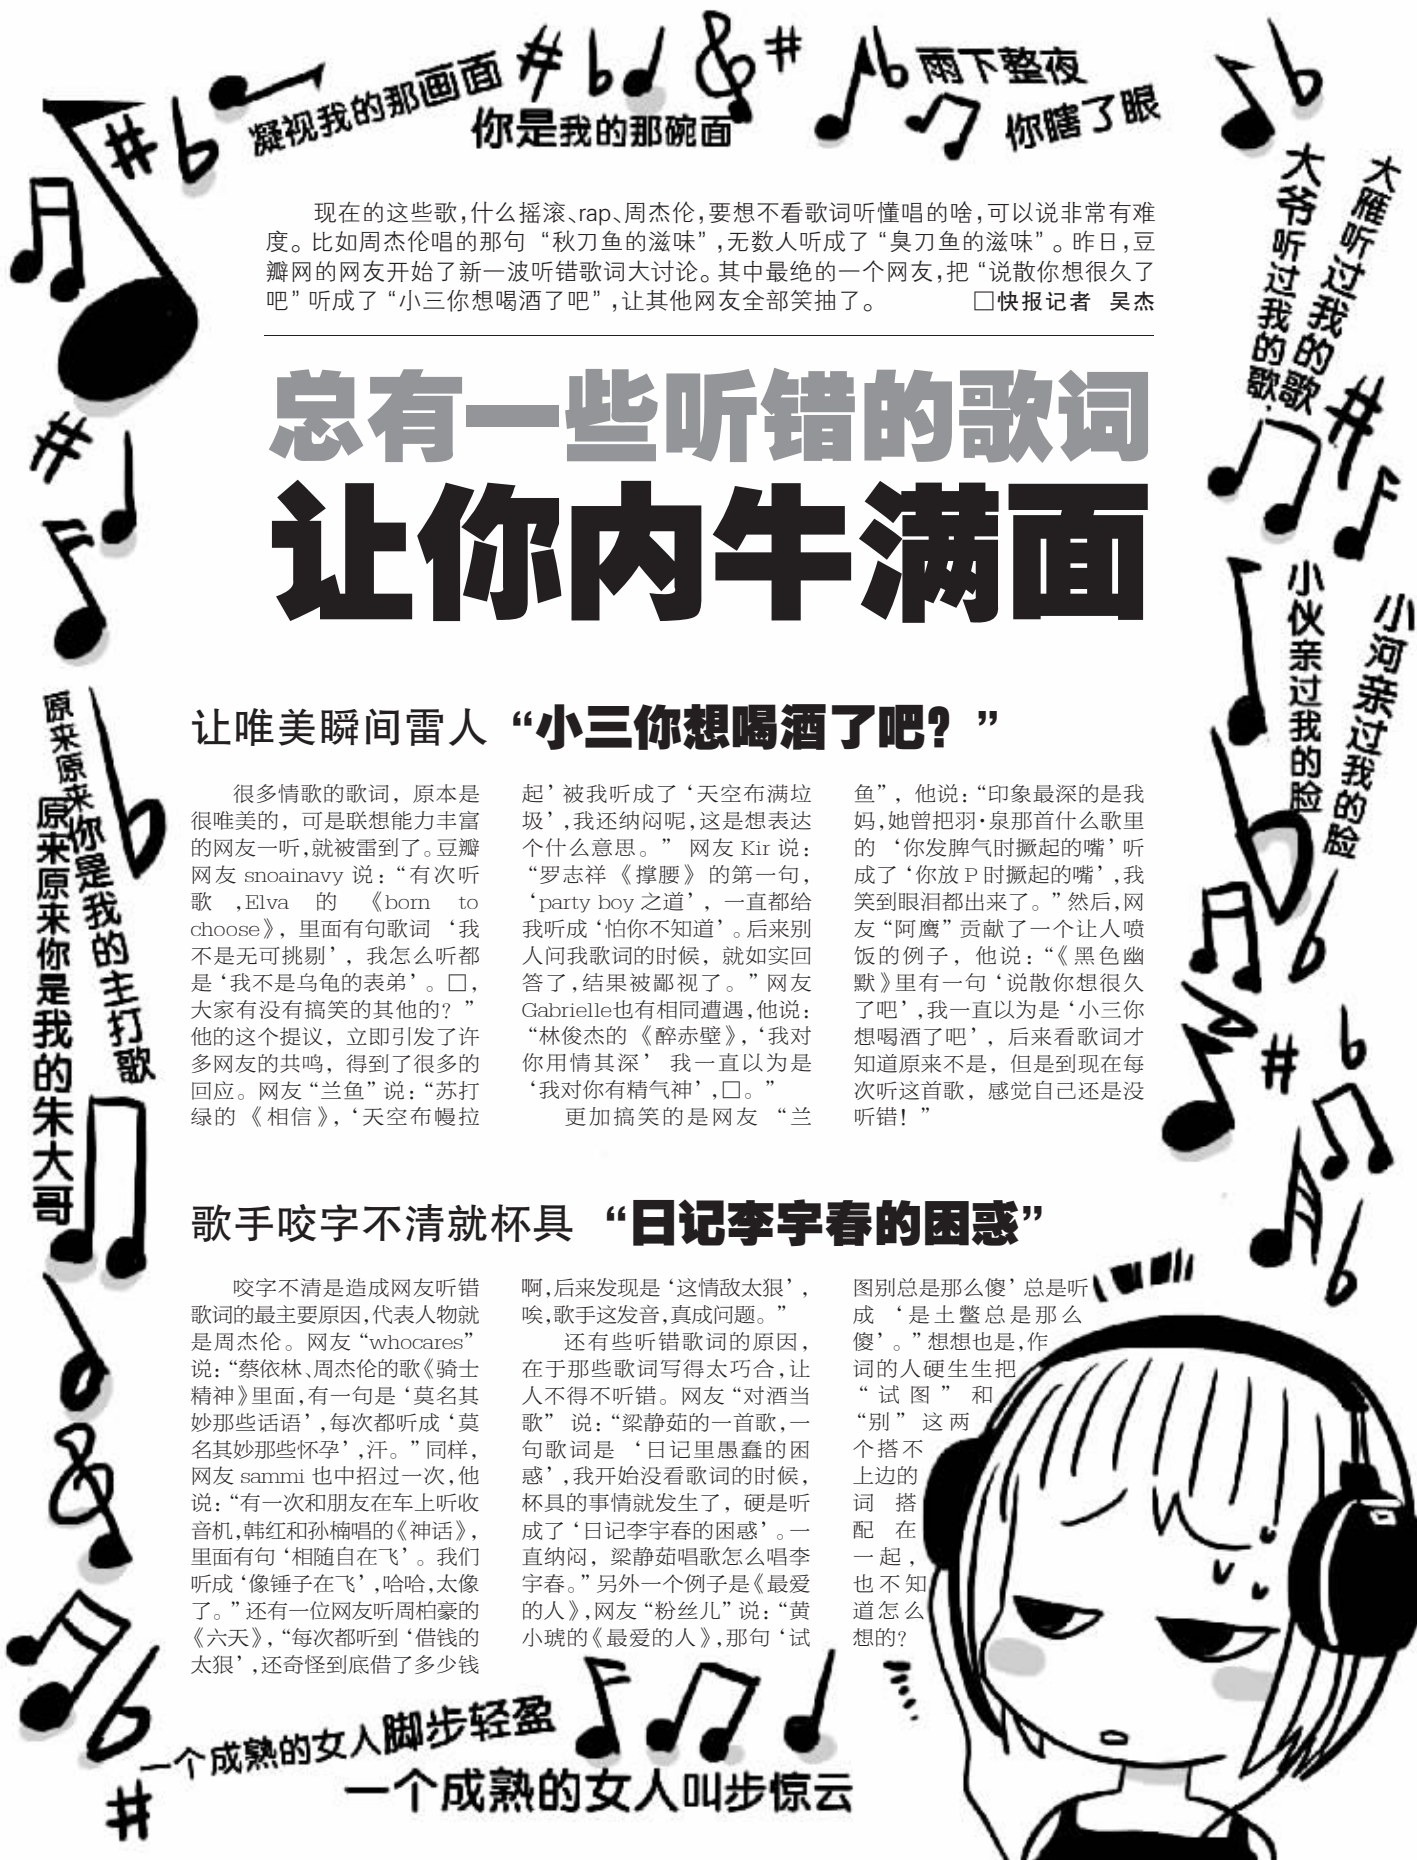 凝视我的那画面
你是我的那碗面
雨下整夜
你瞎了眼
大爷听过我的歌
大雁听过我的歌
现在的这些歌,什么摇滚、rap、周杰伦,要想不看歌词听懂唱的啥,可以说非常有难
度。比如周杰伦唱的那句“秋刀鱼的滋味”,无数人听成了“臭刀鱼的滋味”。昨日,豆
瓣网的网友开始了新一波听错歌词大讨论。其中最绝的一个网友,把“说散你想很久了
吧”听成了“小三你想喝酒了吧”,让其他网友全部笑抽了。 □快报记者 吴杰
总有一些听错的歌词
让你内牛满面
小伙亲过我的脸
小河亲过我的脸
原来原来你是我的主打歌
原来原来你是我的朱大哥
让唯美瞬间雷人 “小三你想喝酒了吧？”
很多情歌的歌词，原本是
很唯美的，可是联想能力丰富
的网友一听,就被雷到了。豆瓣
网友 snoainavy 说：“有次听
歌,Elva 的 《born to
choose》，里面有句歌词 ‘我
不是无可挑剔’，我怎么听都
是‘我不是乌龟的表弟’。□,
大家有没有搞笑的其他的？”
他的这个提议，立即引发了许
多网友的共鸣，得到了很多的
回应。网友“兰鱼”说：“苏打
绿的《相信》，‘天空布幔拉
起’被我听成了‘天空布满垃
圾’,我还纳闷呢,这是想表达
个什么意思。” 网友 Kir 说：
“罗志祥《撑腰》的第一句，
‘party boy 之道’，一直都给
我听成‘怕你不知道’。后来别
人问我歌词的时候，就如实回
答了,结果被鄙视了。”网友
Gabrielle也有相同遭遇,他说：
“林俊杰的《醉赤壁》,‘我对
你用情其深’ 我一直以为是
‘我对你有精气神’,□。”
更加搞笑的是网友 “兰
鱼”，他说：“印象最深的是我
妈,她曾把羽·泉那首什么歌里
的 ‘你发脾气时撅起的嘴’听
成了‘你放P时撅起的嘴’,我
笑到眼泪都出来了。”然后,网
友“阿鹰”贡献了一个让人喷
饭的例子，他说：“《黑色幽
默》里有一句‘说散你想很久
了吧’,我一直以为是‘小三你
想喝酒了吧’，后来看歌词才
知道原来不是，但是到现在每
次听这首歌，感觉自己还是没
听错！”
歌手咬字不清就杯具 “日记李宇春的困惑”
咬字不清是造成网友听错
歌词的最主要原因,代表人物就
是周杰伦。网友“whocares”
说：“蔡依林、周杰伦的歌《骑士
精神》里面,有一句是‘莫名其
妙那些话语’,每次都听成‘莫
名其妙那些怀孕’,汗。”同样，
网友 sammi 也中招过一次,他
说：“有一次和朋友在车上听收
音机,韩红和孙楠唱的《神话》，
里面有句‘相随自在飞’。我们
听成‘像锤子在飞’,哈哈,太像
了。”还有一位网友听周柏豪的
《六天》，“每次都听到‘借钱的
太狠’,还奇怪到底借了多少钱
啊,后来发现是‘这情敌太狠’，
唉,歌手这发音,真成问题。”
还有些听错歌词的原因，
在于那些歌词写得太巧合,让
人不得不听错。网友“对酒当
歌” 说：“梁静茹的一首歌,一
句歌词是 ‘日记里愚蠢的困
惑’,我开始没看歌词的时候，
杯具的事情就发生了，硬是听
成了‘日记李宇春的困惑’。一
直纳闷，梁静茹唱歌怎么唱李
宇春。”另外一个例子是《最爱
的人》,网友“粉丝儿”说：“黄
小琥的《最爱的人》,那句‘试
图别总是那么傻’总是听
成 ‘是土鳖总是那么
傻’。”想想也是,作
词的人硬生生把
“试图” 和
“别” 这两
个搭不
上边的
词 搭
配 在
一起，
也不知
道怎么
想的？
一个成熟的女人脚步轻盈
一个成熟的女人叫步惊云